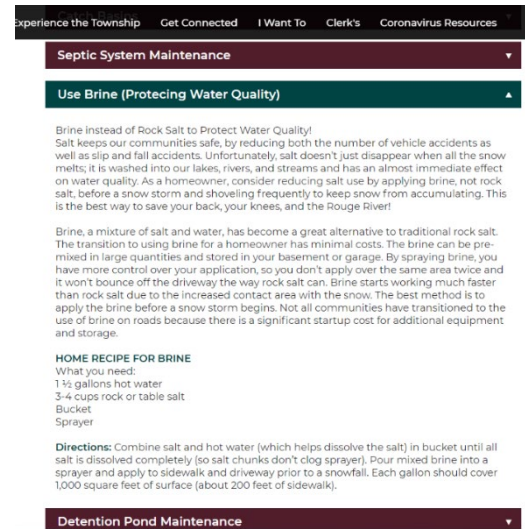 Experience the Township Get Connected I Want To Clerk's Coronavirus Resources
Septic System Maintenance
Use Brine (Protecing Water Quality)
Brine instead of Rock Salt to Protect Water Quality!
Salt keeps our communities safe, by reducing both the number of vehicle accidents as
well as slip and fall accidents. Unfortunately, salt doesn't just disappear when all the snow
melts; it is washed into our lakes, rivers, and streams and has an almost immediate effect
on water quality. As a homeowner, consider reducing salt use by applying brine, not rock
salt, before a snow storm and shoveling frequently to keep snow from accumulating. This
is the best way to save your back, your knees, and the Rouge River!
Brine, a mixture of salt and water, has become a great alternative to traditional rock salt.
The transition to using brine for a homeowner has minimal costs. The brine can be pre-
mixed in large quantities and stored in your basement or garage. By spraying brine, you
have more control over your application, so you don't apply over the same area twice and
it won't bounce off the driveway the way rock salt can. Brine starts working much faster
than rock salt due to the increased contact area with the snow. The best method is to
apply the brine before a snow storm begins. Not all communities have transitioned to the
use of brine on roads because there is a significant startup cost for additional equipment
and storage.
HOME RECIPE FOR BRINE
What you need:
1 ½ gallons hot water
3-4 cups rock or table salt
Bucket
Sprayer
Directions: Combine salt and hot water (which helps dissolve the salt) in bucket until all
salt is dissolved completely (so salt chunks don't clog sprayer). Pour mixed brine into a
sprayer and apply to sidewalk and driveway prior to a snowfall. Each gallon should cover
1,000 square feet of surface (about 200 feet of sidewalk).
Detention Pond Maintenance